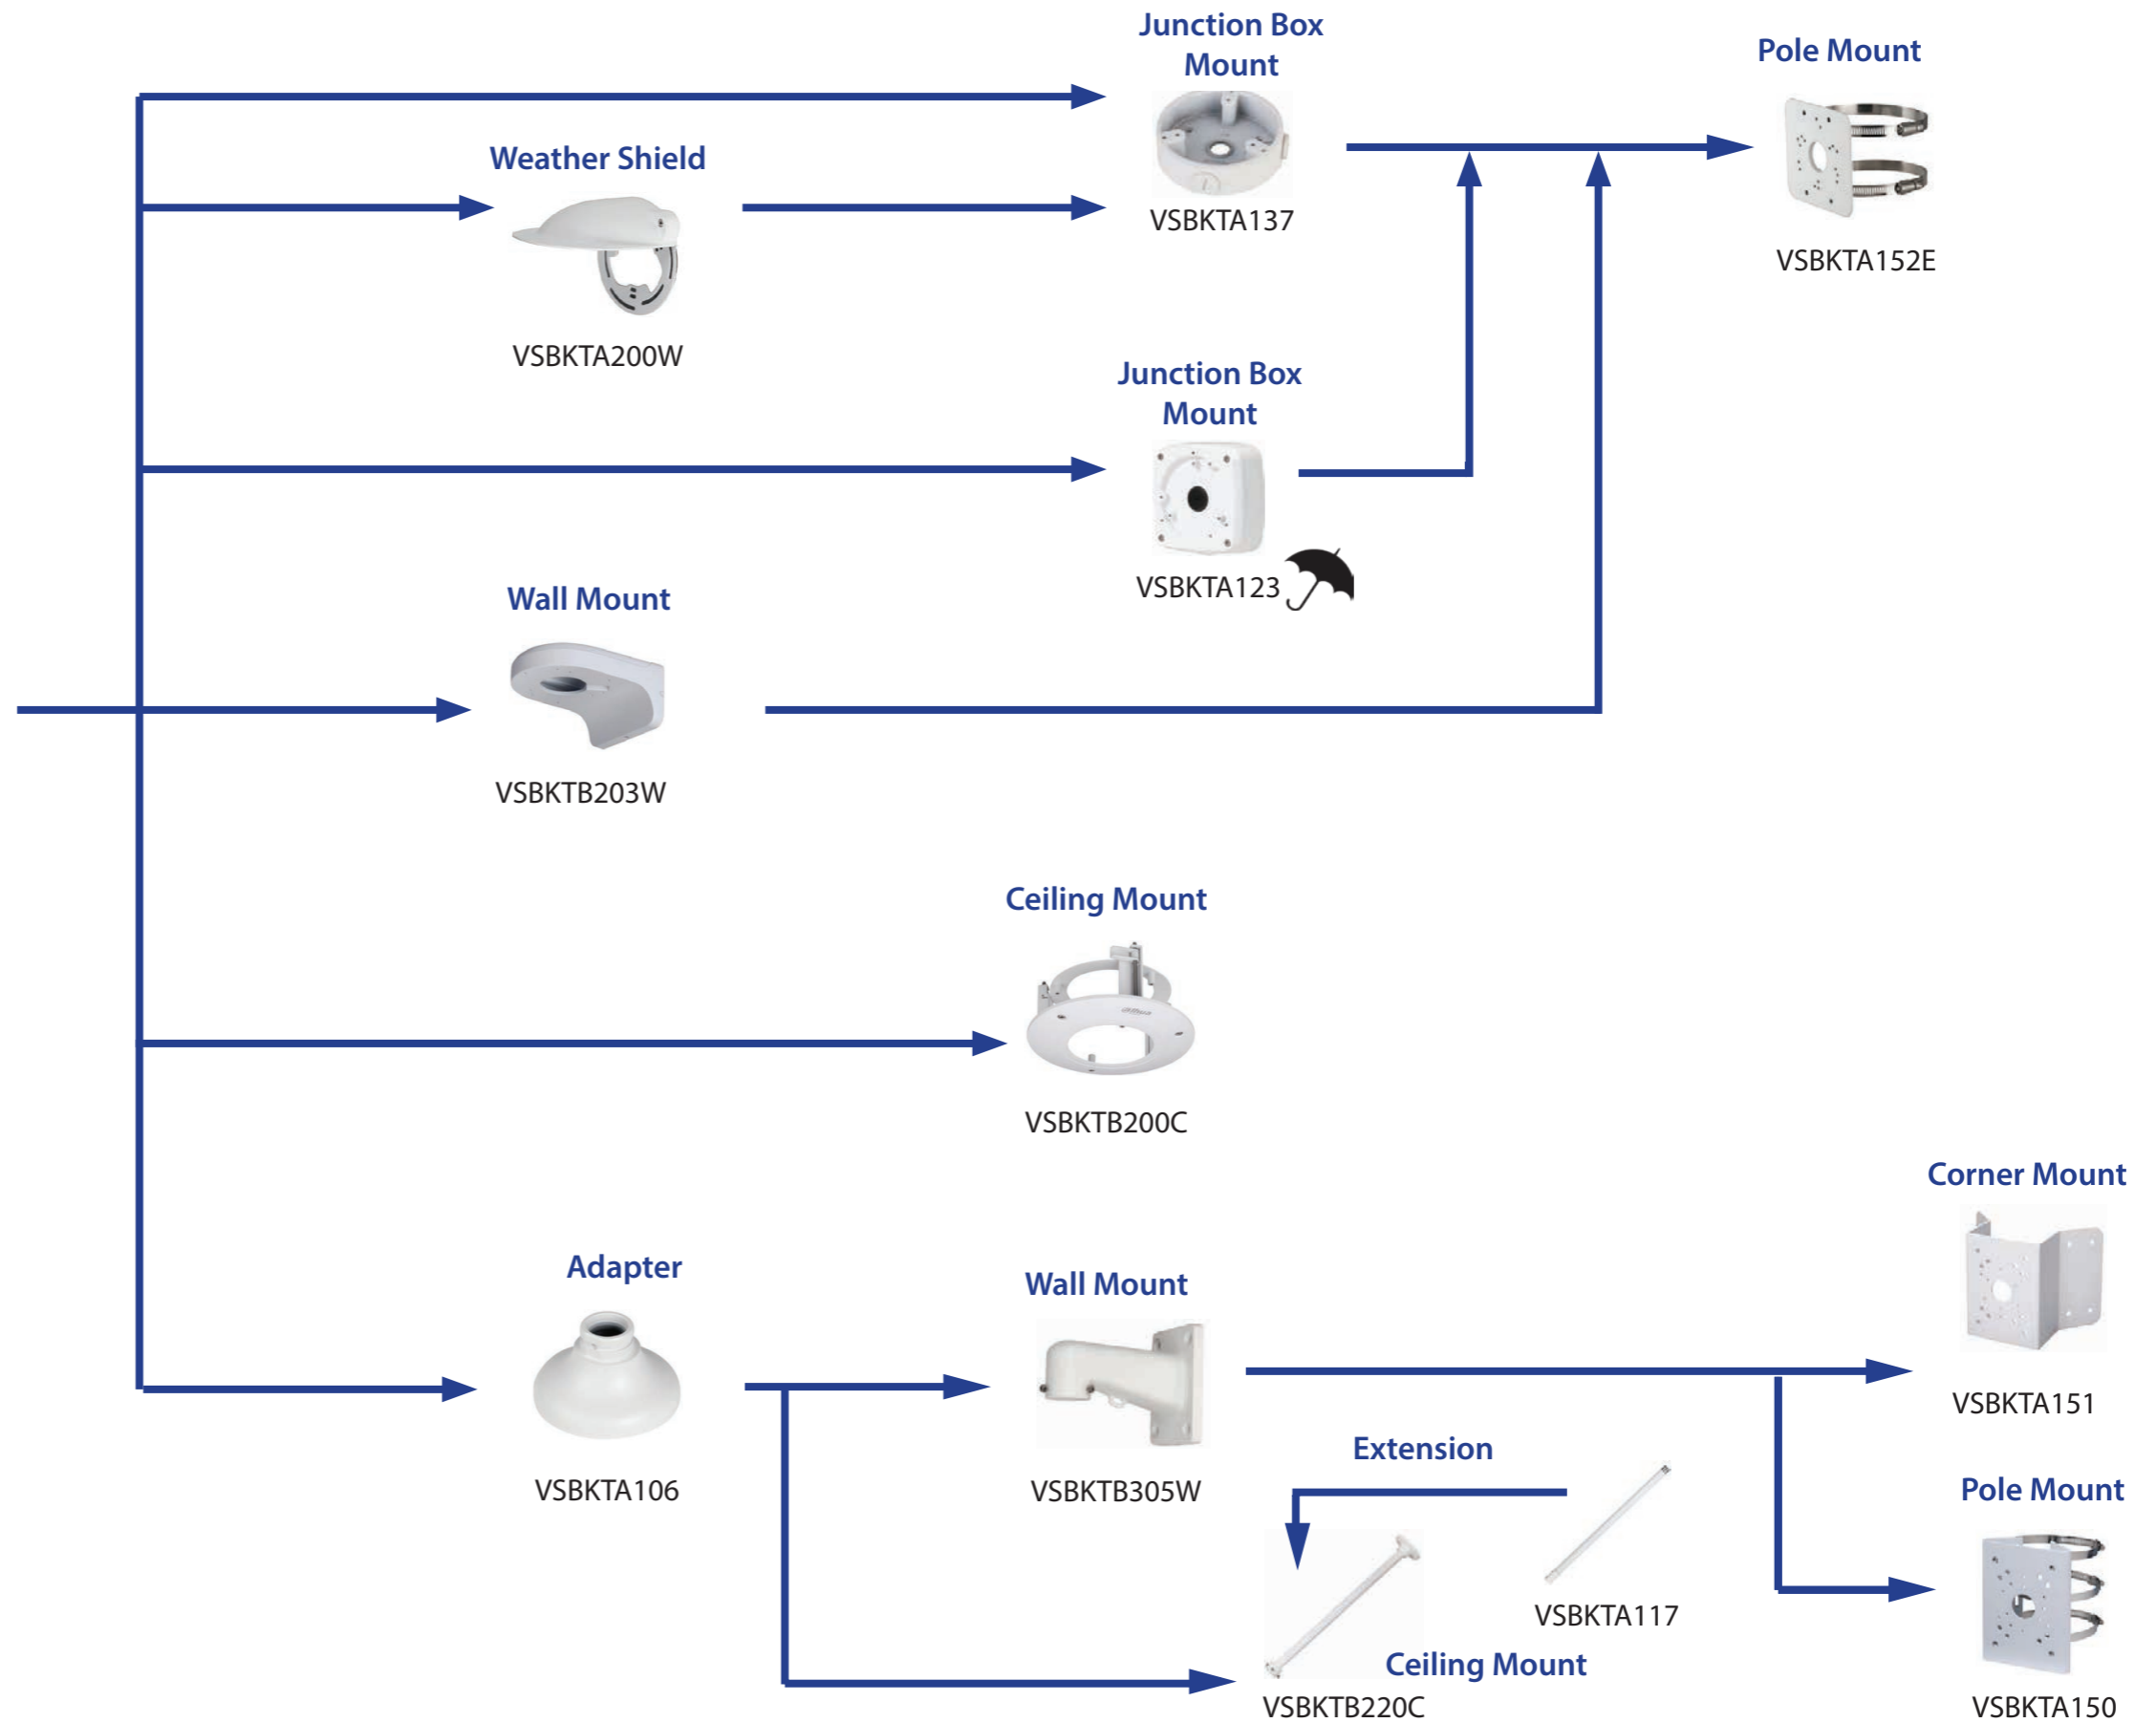 Junction Box
Mount
VSBKTA137
Pole Mount
VSBKTA152E
Weather Shield
VSBKTA200W
Junction Box
Mount
VSBKTA123
Wall Mount
VSBKTB203W
Ceiling Mount
VSBKTB200C
Corner Mount
VSBKTA151
Adapter
VSBKTA106
Wall Mount
VSBKTB305W
Extension
VSBKTA117
Pole Mount
VSBKTA150
Ceiling Mount
VSBKTB220C